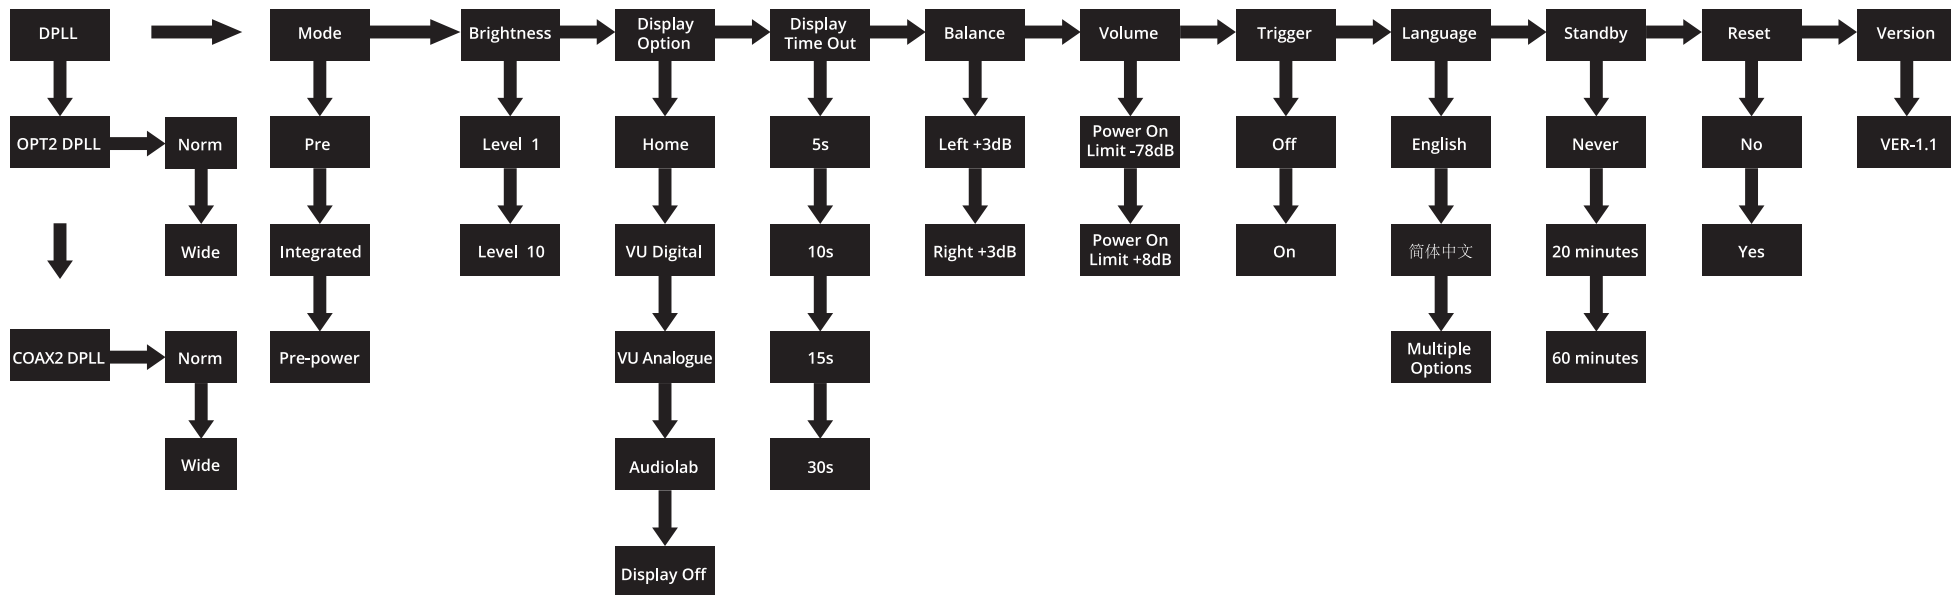 DPLL
Mode
Brightness
Display
Option
Display
Time Out
Balance
Volume
Trigger
Language
Standby
Reset
Version
OPT2 DPLL
Norm
Pre
Level 1
Home
5s
Left +3dB
Power On
Limit -78dB
Off
English
Never
No
VER-1.1
Wide
Integrated
Level 10
VU Digital
10s
Right +3dB
Power On
Limit +8dB
On
简体中文
20 minutes
Yes
COAX2 DPLL
Norm
Pre-power
VU Analogue
15s
Multiple
Options
60 minutes
Wide
Audiolab
30s
Display Off